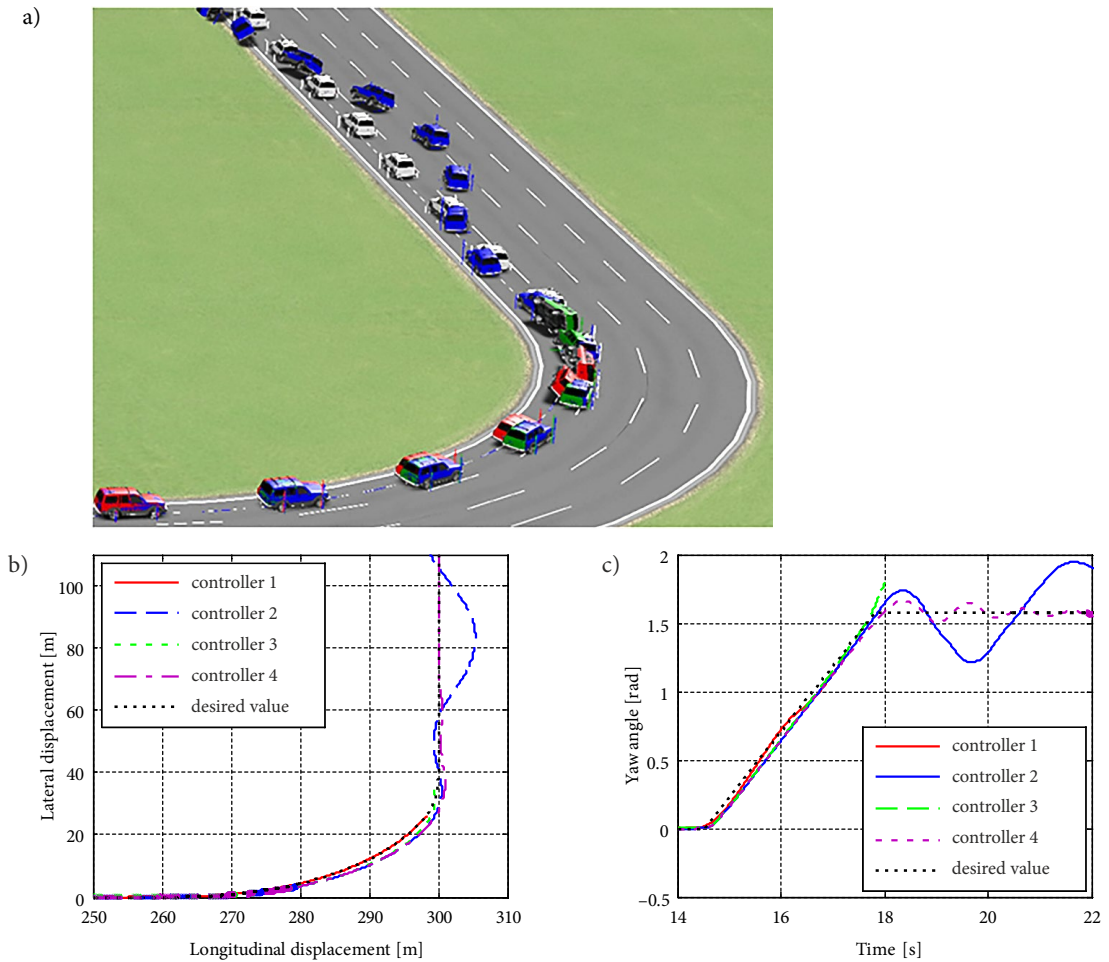 a)
b)
100
80
60
40
20
0
Lateral displacement [m]
controller 1
controller 2
controller 3
controller 4
desired value
250
260
270
280
290
300
310
Longitudinal displacement [m]
c)
2
1.5
1
0.5
0
−0.5
Yaw angle [rad]
controller 1
controller 2
controller 3
controller 4
desired value
14
16
18
20
22
Time [s]